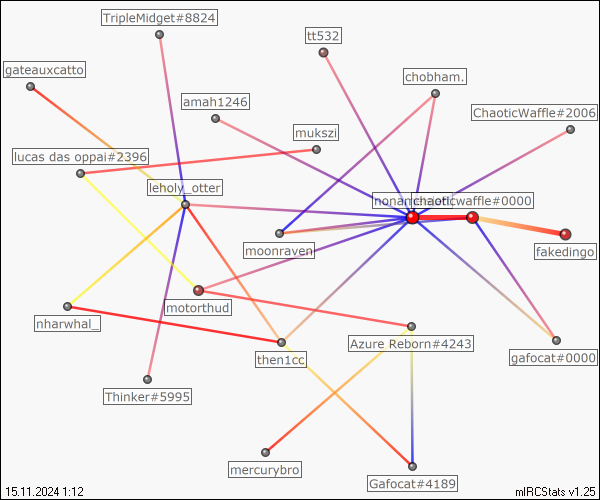 TripleMidget#8824
tt532
gateauxcatto
chobham.
amah1246
ChaoticWaffle#2006
mukszi
lucas das oppai#2396
leholy_otter
chaoticwaffle#0000
moonraven
fakedingo
motorthud
nharwhal_
Azure Reborn#4243
then1cc
gafocat#0000
Thinker#5995
mercurybro
Gafocat#4189
15.11.2024 1:12
mIRCStats v1.25